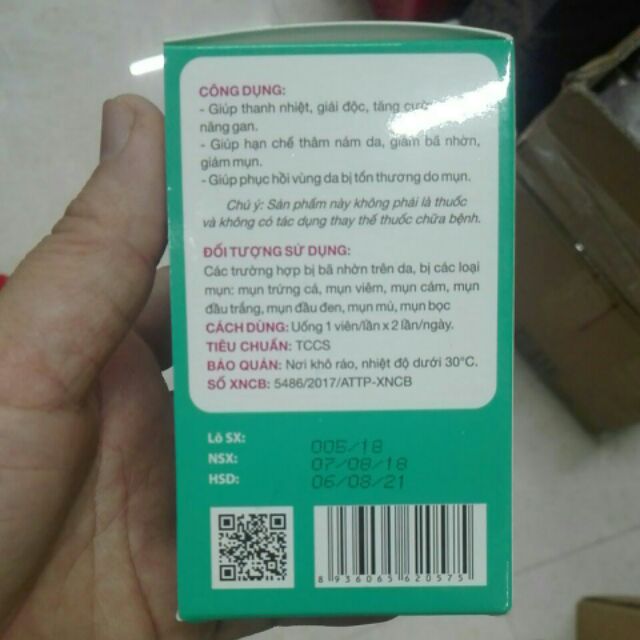 CÔNG DỤNG:
- Giúp thanh nhiệt, giải độc, tăng
năng gan.
- Giúp hạn chế thâm nám da, giảm bã nhờn,
giảm mụn.
- Giúp phục hồi vùng da bị tổn thương do mụn.
Chú ý: Sản phẩm này không phải là thuốc
và không có tác dụng thay thế thuốc chữa bệnh.
ĐỐI TƯỢNG SỬ DỤNG:
Các trường hợp bị bã nhờn trên da, bị các loại
mụn: mụn trứng cá, mụn viêm, mụn cám, mụn
đầu trắng, mụn đầu đen, mụn mủ, mụn bọc
CÁCH DÙNG: Uống 1 viên/lần x 2 lần/ngày.
TIÊU CHUẨN: TCCS
BẢO QUẢN: Nơi khô ráo, nhiệt độ dưới 30°C.
SỐ XNCB: 5486/2017/ATTP-XNCB
Lô SX: 005/18
NSX: 07/08/18
HSD: 06/08/21
8 936065 620575